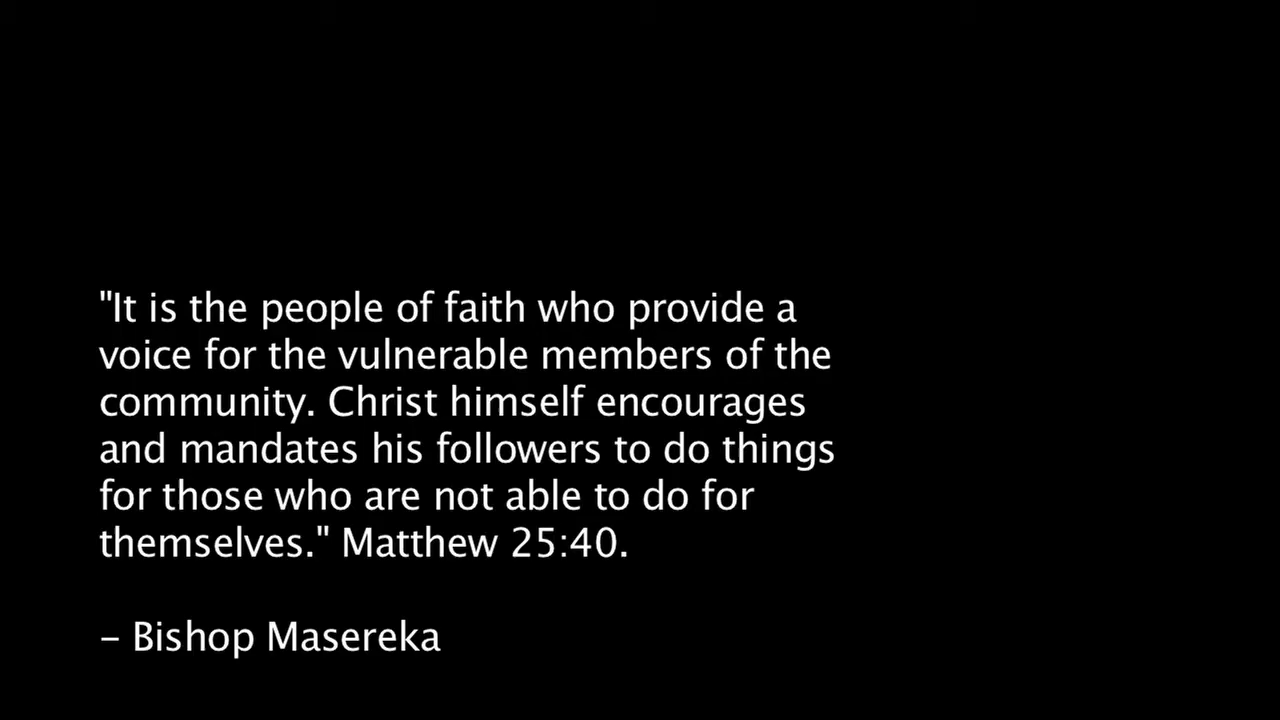 "It is the people of faith who provide a
voice for the vulnerable members of the
community. Christ himself encourages
and mandates his followers to do things
for those who are not able to do for
themselves." Matthew 25:40.
– Bishop Masereka